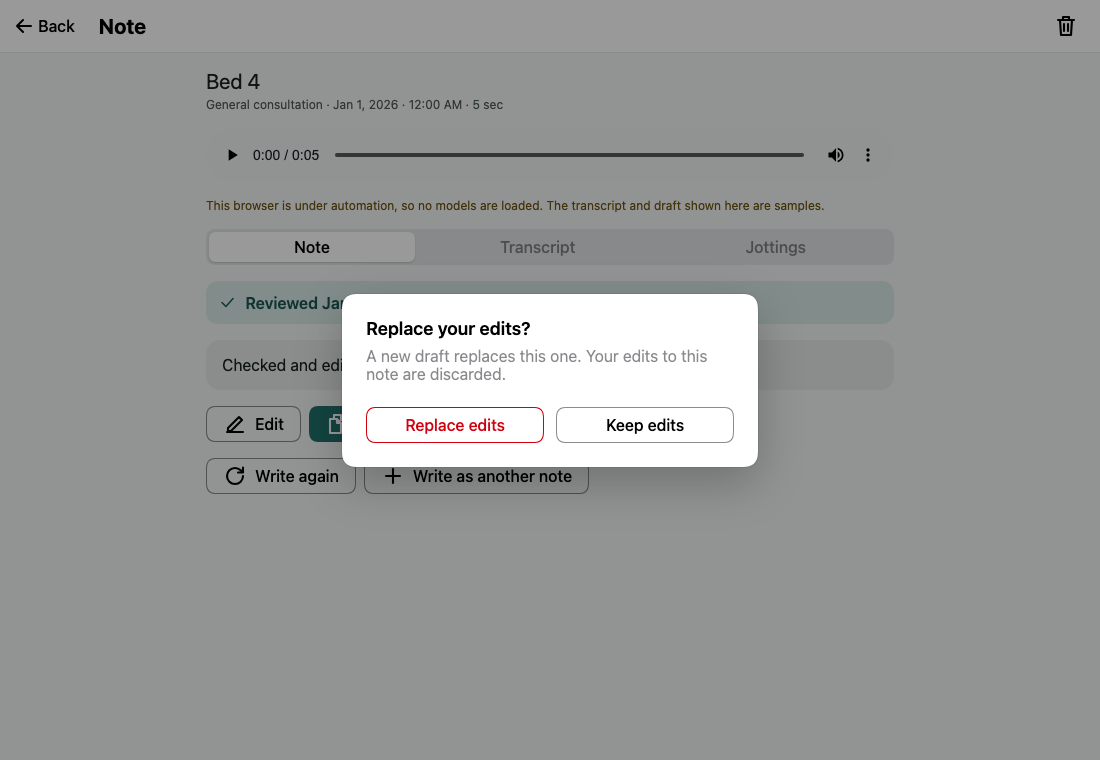 Back
Note
Bed 4
General consultation · Jan 1, 2026 · 12:00 AM · 5 sec
0:00 / 0:05
This browser is under automation, so no models are loaded. The transcript and draft shown here are samples.
Note
Transcript
Jottings
Reviewed
Checked and
Replace your edits?
A new draft replaces this one. Your edits to this
note are discarded.
Replace edits
Keep edits
Edit
Write again
Write as another note